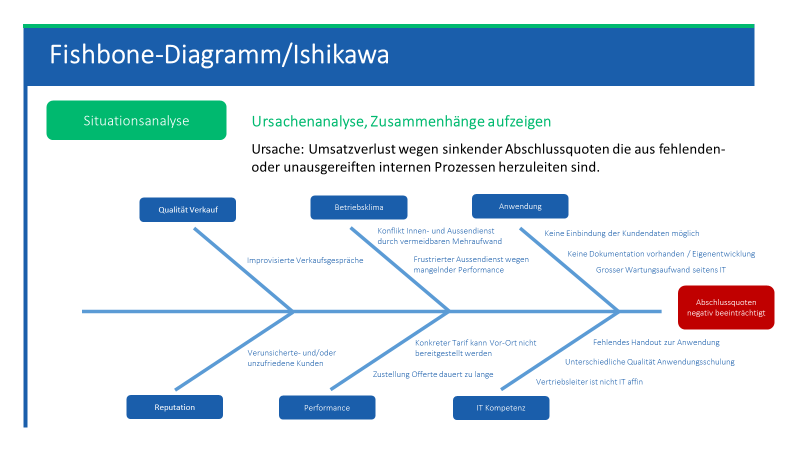 Fishbone-Diagramm/Ishikawa
Situationsanalyse
Ursachenanalyse, Zusammenhänge aufzeigen
Ursache: Umsatzverlust wegen sinkender Abschlussquoten die aus fehlenden-
oder unausgereiften internen Prozessen herzuleiten sind.
Qualität Verkauf
Betriebsklima
Anwendung
Konflikt Innen- und Aussendienst
durch vermeidbaren Mehraufwand
Keine Einbindung der Kundendaten möglich
Improvisierte Verkaufsgespräche
Frustrierter Aussendienst wegen
mangelnder Performance
Keine Dokumentation vorhanden / Eigenentwicklung
Grosser Wartungsaufwand seitens IT
Abschlussquoten
negativ beeinträchtigt
Verunsicherte- und/oder
unzufriedene Kunden
Konkreter Tarif kann Vor-Ort nicht
bereitgestellt werden
Zustellung Offerte dauert zu lange
Fehlendes Handout zur Anwendung
Unterschiedliche Qualität Anwendungsschulung
Vertriebsleiter ist nicht IT affin
Reputation
Performance
IT Kompetenz